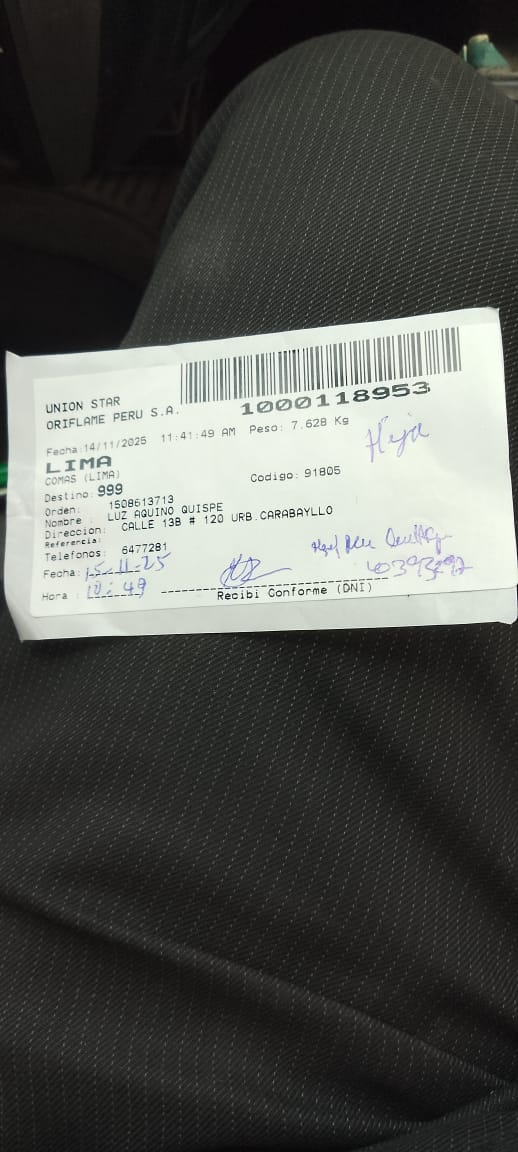 UNION STAR
ORIFLAME PERU S.A.
1000118953
Fecha:14/11/2025 11:41:49 AM Peso: 7.628 Kg
Hija
LIMA
COMAS (LIMA)
Codigo: 91805
Destino: 999
Orden: 1508613713
Nombre : LUZ AQUINO QUISPE
Direccion: CALLE 13B # 120 URB.CARABAYLLO
Referencia:
Telefonos: 6477281
Fecha: 15-11-25
Hora : 10:49
Recibi Conforme (DNI)